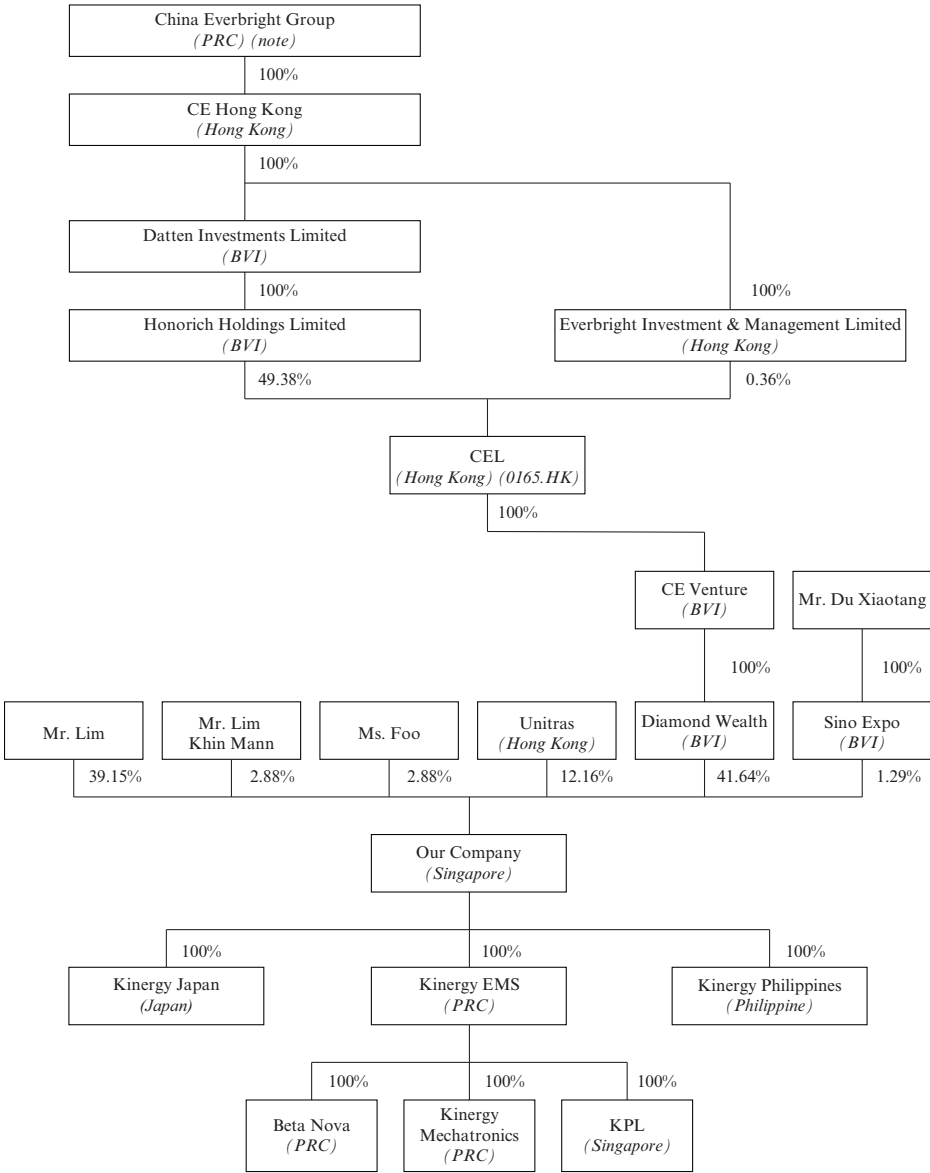 China Everbright Group
(PRC) (note)
100%
CE Hong Kong
(Hong Kong)
100%
Datten Investments Limited
(BVI)
100%
100%
Honorich Holdings Limited
(BVI)
Everbright Investment & Management Limited
(Hong Kong)
49.38%
0.36%
CEL
(Hong Kong) (0165.HK)
100%
CE Venture
(BVI)
Mr. Du Xiaotang
100%
100%
Mr. Lim
Mr. Lim
Khin Mann
Ms. Foo
Unitras
(Hong Kong)
Diamond Wealth
(BVI)
Sino Expo
(BVI)
39.15%
2.88%
2.88%
12.16%
41.64%
1.29%
Our Company
(Singapore)
100%
100%
100%
Kinergy Japan
(Japan)
Kinergy EMS
(PRC)
Kinergy Philippines
(Philippine)
100%
100%
100%
Beta Nova
(PRC)
Kinergy
Mechatronics
(PRC)
KPL
(Singapore)